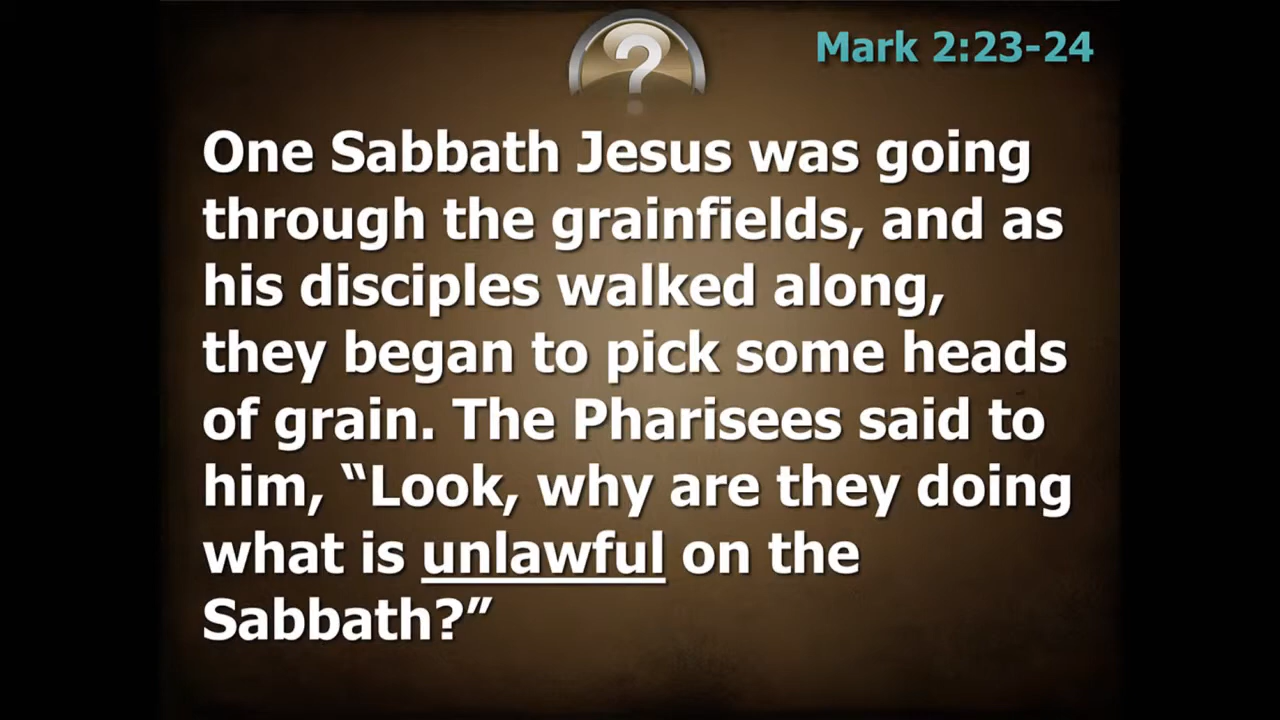 Mark 2:23-24
One Sabbath Jesus was going
through the grainfields, and as
his disciples walked along,
they began to pick some heads
of grain. The Pharisees said to
him, “Look, why are they doing
what is unlawful on the
Sabbath?”